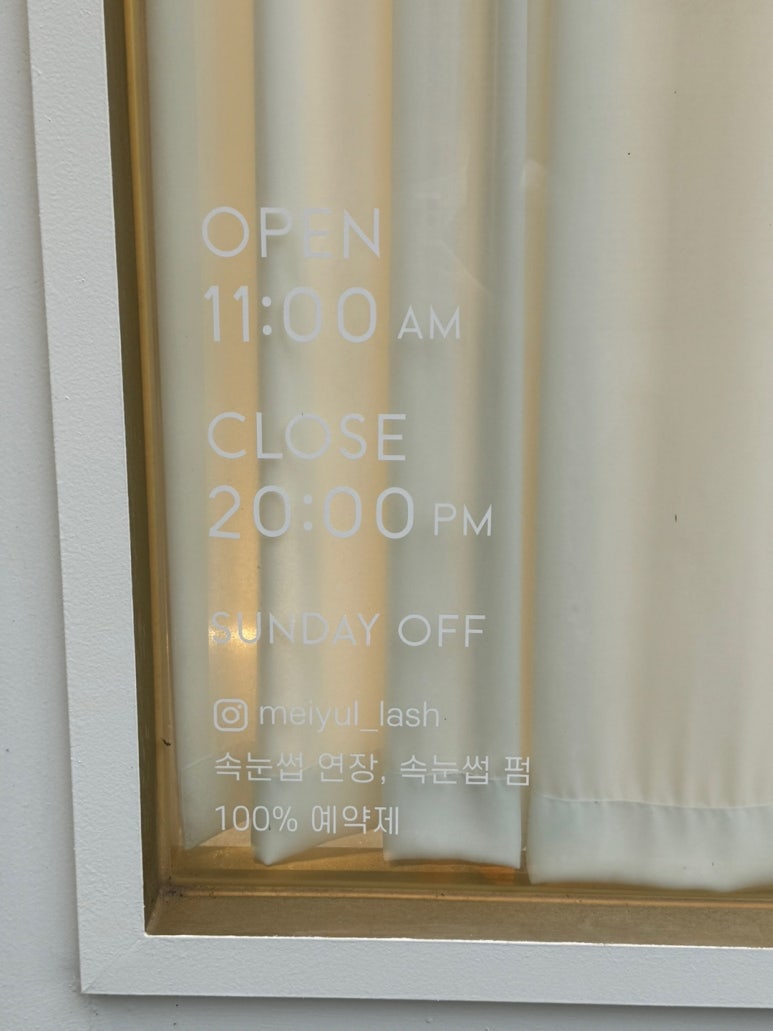 OPEN
11:00 AM
CLOSE
20:00 PM
SUNDAY OFF
meiyul_lash
속눈썹 연장, 속눈썹 펌
100% 예약제